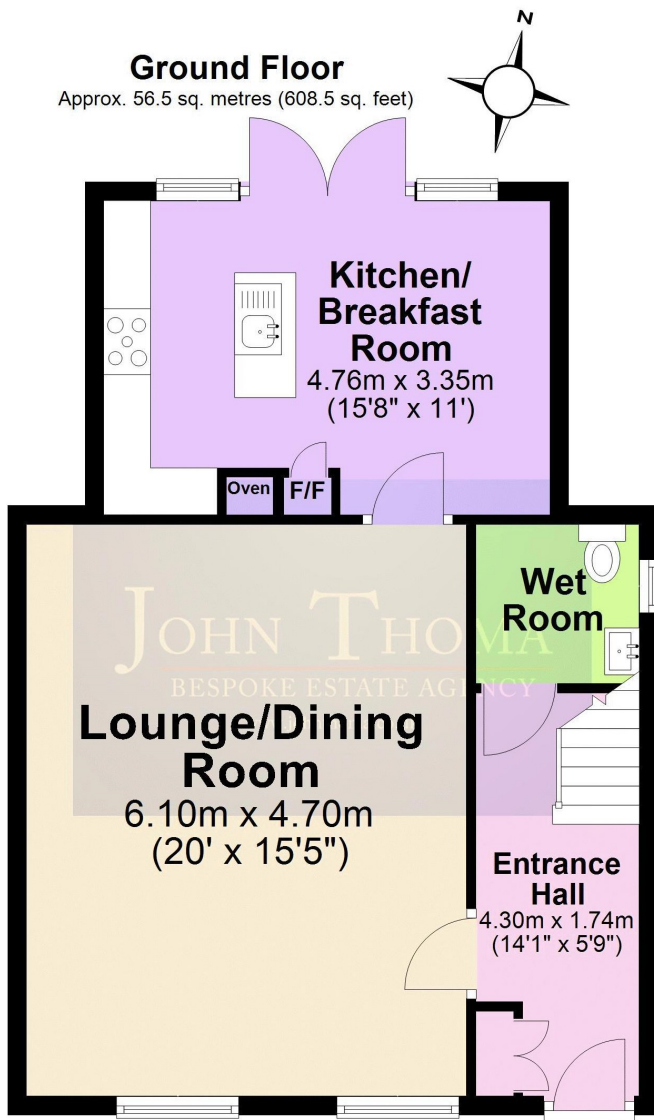 N
Ground Floor
Approx. 56.5 sq. metres (608.5 sq. feet)
Kitchen/
Breakfast
Room
4.76m x 3.35m
(15'8" x 11')
Oven
F/F
Wet
Room
JOHN THOMA
BESPOKE ESTATE AGENCY
Lounge/Dining
Room
6.10m x 4.70m
(20' x 15'5")
Entrance
Hall
4.30m x 1.74m
(14'1" x 5'9")